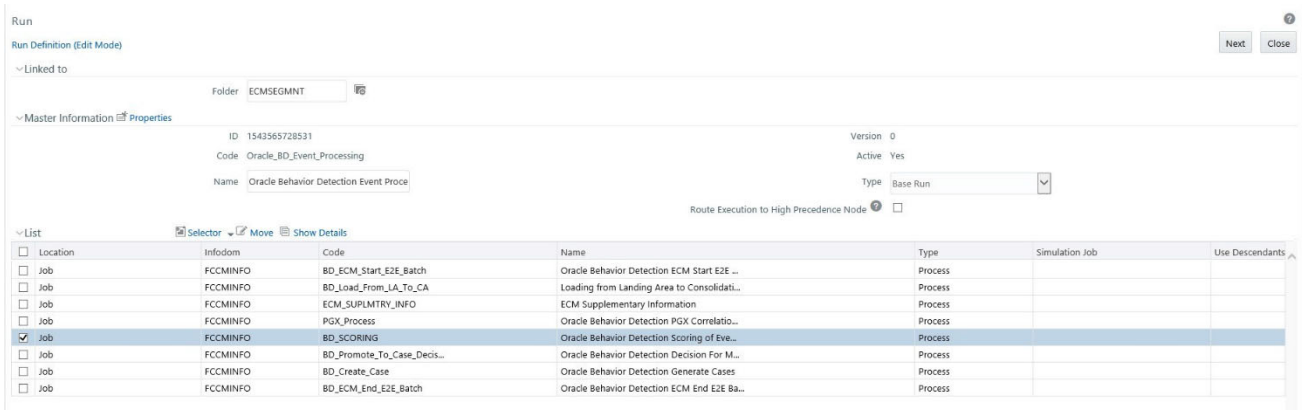 Run
Run Definition (Edit Mode)
Next Close
Linked to
Folder ECMSEGMNT
Master Information Properties
ID 1543565728531 Version 0
Code Oracle_BD_Event_Processing Active Yes
Name Oracle Behavior Detection Event Proce Type Base Run
Route Execution to High Precedence Node
List Selector Move Show Details
Location Infodom Code Name Type Simulation Job Use Descendants
Job FCCMINFO BD_ECM_Start_E2E_Batch Oracle Behavior Detection ECM Start E2E ... Process
Job FCCMINFO BD_Load_From_LA_To_CA Loading from Landing Area to Consolidati... Process
Job FCCMINFO ECM_SUPLMTRY_INFO ECM Supplementary Information Process
Job FCCMINFO PGX_Process Oracle Behavior Detection PGX Correlatio... Process
Job FCCMINFO BD_SCORING Oracle Behavior Detection Scoring of Eve... Process
Job FCCMINFO BD_Promote_To_Case_Decis... Oracle Behavior Detection Decision For M... Process
Job FCCMINFO BD_Create_Case Oracle Behavior Detection Generate Cases Process
Job FCCMINFO BD_ECM_End_E2E_Batch Oracle Behavior Detection ECM End E2E Ba... Process